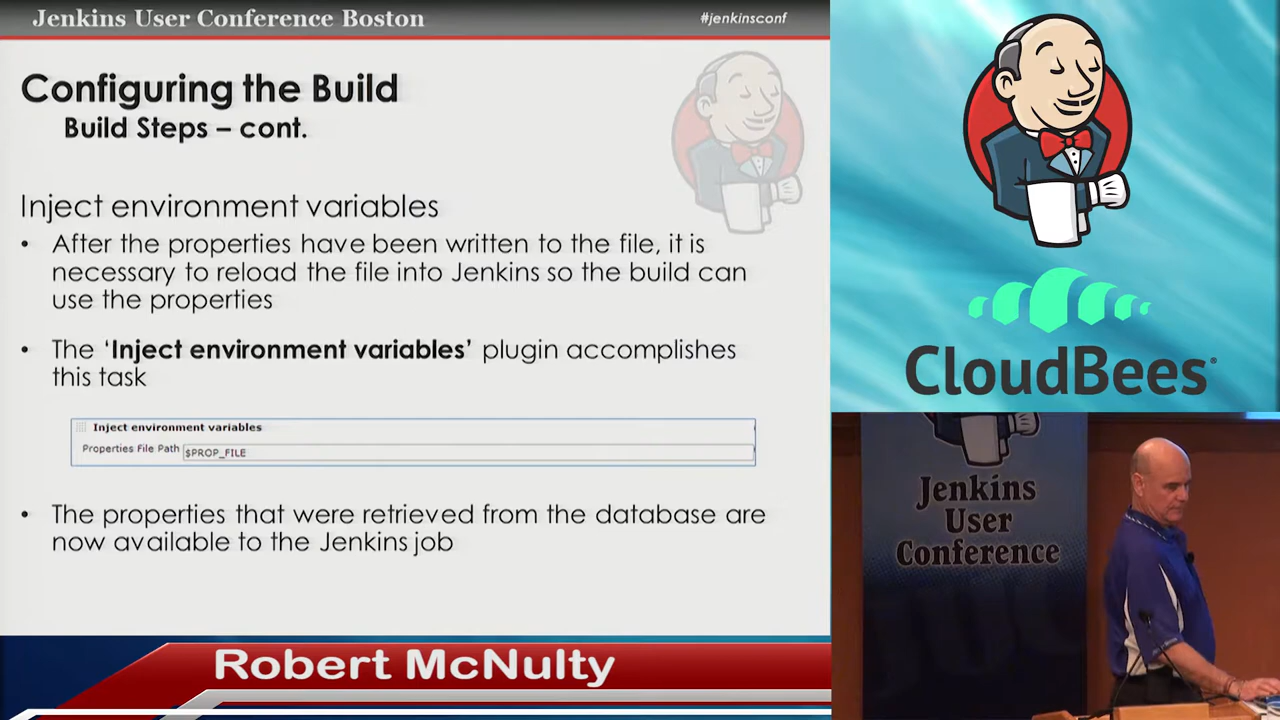 Jenkins User Conference Boston
#jenkinsconf
Configuring the Build
Build Steps – cont.
Inject environment variables
• After the properties have been written to the file, it is
necessary to reload the file into Jenkins so the build can
use the properties
• The ‘Inject environment variables’ plugin accomplishes
this task
Inject environment variables
Properties File Path $PROP_FILE
• The properties that were retrieved from the database are
now available to the Jenkins job
Robert McNulty
CloudBees®
Jenkins
User
Conference